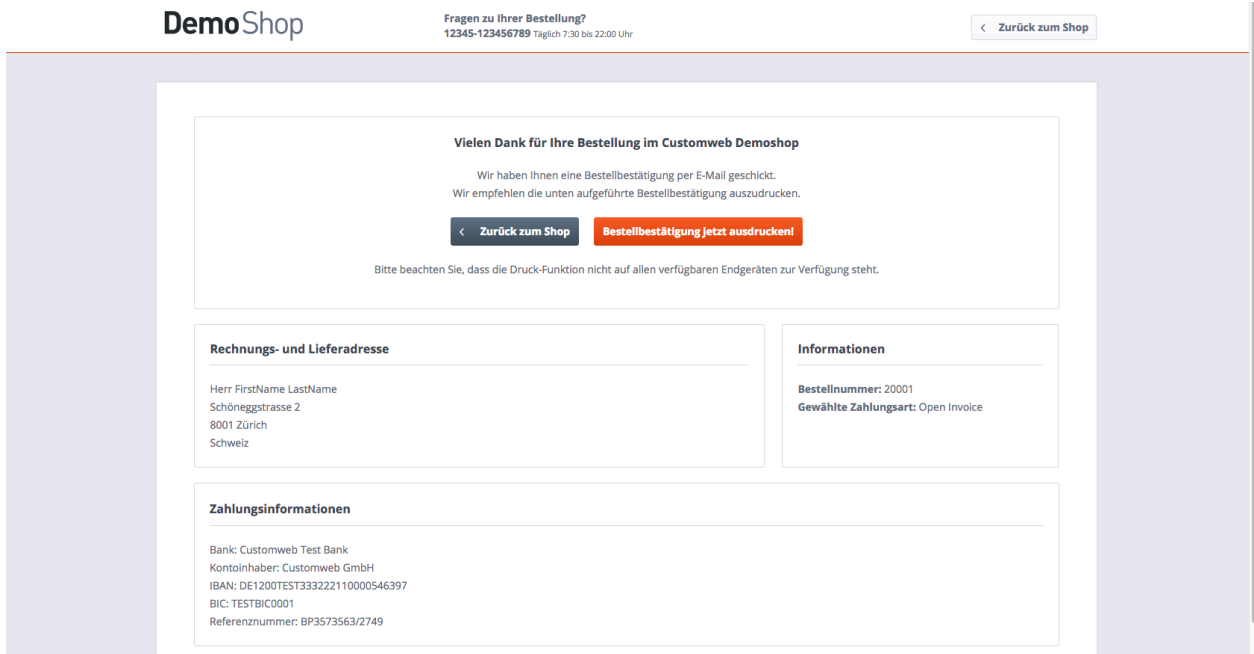 DemoShop
Fragen zu Ihrer Bestellung?
12345-123456789 Täglich 7:30 bis 22:00 Uhr
Zurück zum Shop
Vielen Dank für Ihre Bestellung im Customweb Demoshop
Wir haben Ihnen eine Bestellbestätigung per E-Mail geschickt.
Wir empfehlen die unten aufgeführte Bestellbestätigung auszudrucken.
Zurück zum Shop
Bestellbestätigung jetzt ausdrucken!
Bitte beachten Sie, dass die Druck-Funktion nicht auf allen verfügbaren Endgeräten zur Verfügung steht.
Rechnungs- und Lieferadresse
Herr FirstName LastName
Schöneggstrasse 2
8001 Zürich
Schweiz
Informationen
Bestellnummer: 20001
Gewählte Zahlungsart: Open Invoice
Zahlungsinformationen
Bank: Customweb Test Bank
Kontoinhaber: Customweb GmbH
IBAN: DE1200TEST333222110000546397
BIC: TESTBIC0001
Referenznummer: BP3573563/2749